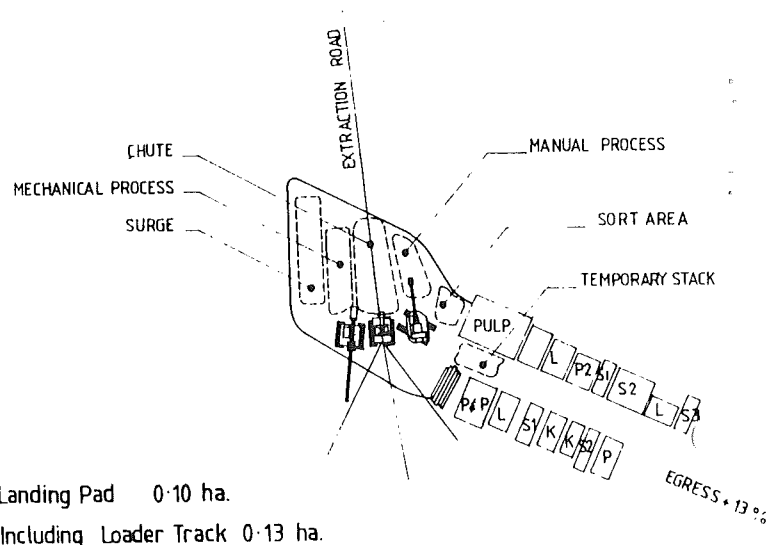 EXTRACTION ROAD
CHUTE
MECHANICAL PROCESS
SURGE
MANUAL PROCESS
SORT AREA
TEMPORARY STACK
PULP
L
P2
S1
S2
L
S3
P&P
L
S1
K
K
S2
P
EGRESS + 13 %
Landing Pad 0·10 ha.
Including Loader Track 0·13 ha.